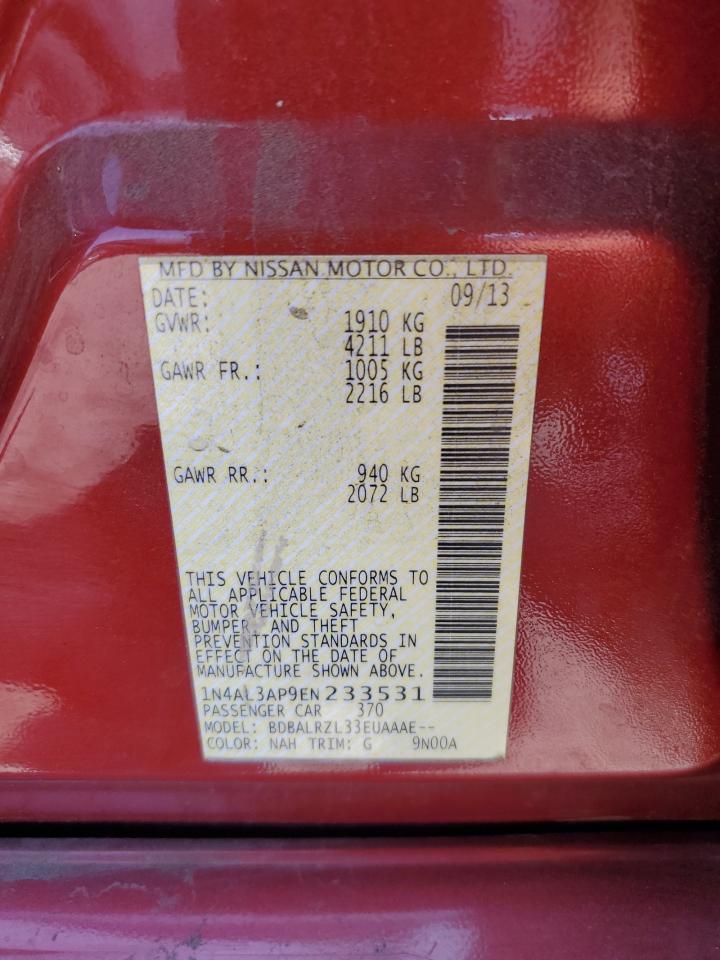 MFD BY NISSAN MOTOR CO., LTD.
DATE: 09/13
GVWR: 1910 KG
4211 LB
GAWR FR.: 1005 KG
2216 LB
GAWR RR.: 940 KG
2072 LB
THIS VEHICLE CONFORMS TO
ALL APPLICABLE FEDERAL
MOTOR VEHICLE SAFETY,
BUMPER, AND THEFT
PREVENTION STANDARDS IN
EFFECT ON THE DATE OF
MANUFACTURE SHOWN ABOVE.
1N4AL3AP9EN233531
PASSENGER CAR 370
MODEL: BDBALRZL33EUAAAE--
COLOR: NAH TRIM: G 9N00A